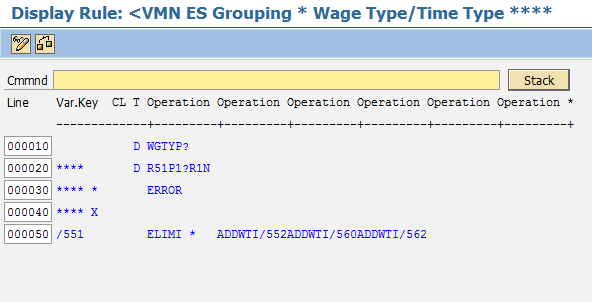 Display Rule: <VMN ES Grouping * Wage Type/Time Type ****
Cmmnd Stack
Line Var.Key CL T Operation Operation Operation Operation Operation Operation *
--------------+---------+---------+---------+---------+---------+---------+
000010 D WGTYP?
000020 **** D R51P1?R1N
000030 **** * ERROR
000040 **** X
000050 /551 ELIMI * ADDWTI/552ADDWTI/560ADDWTI/562